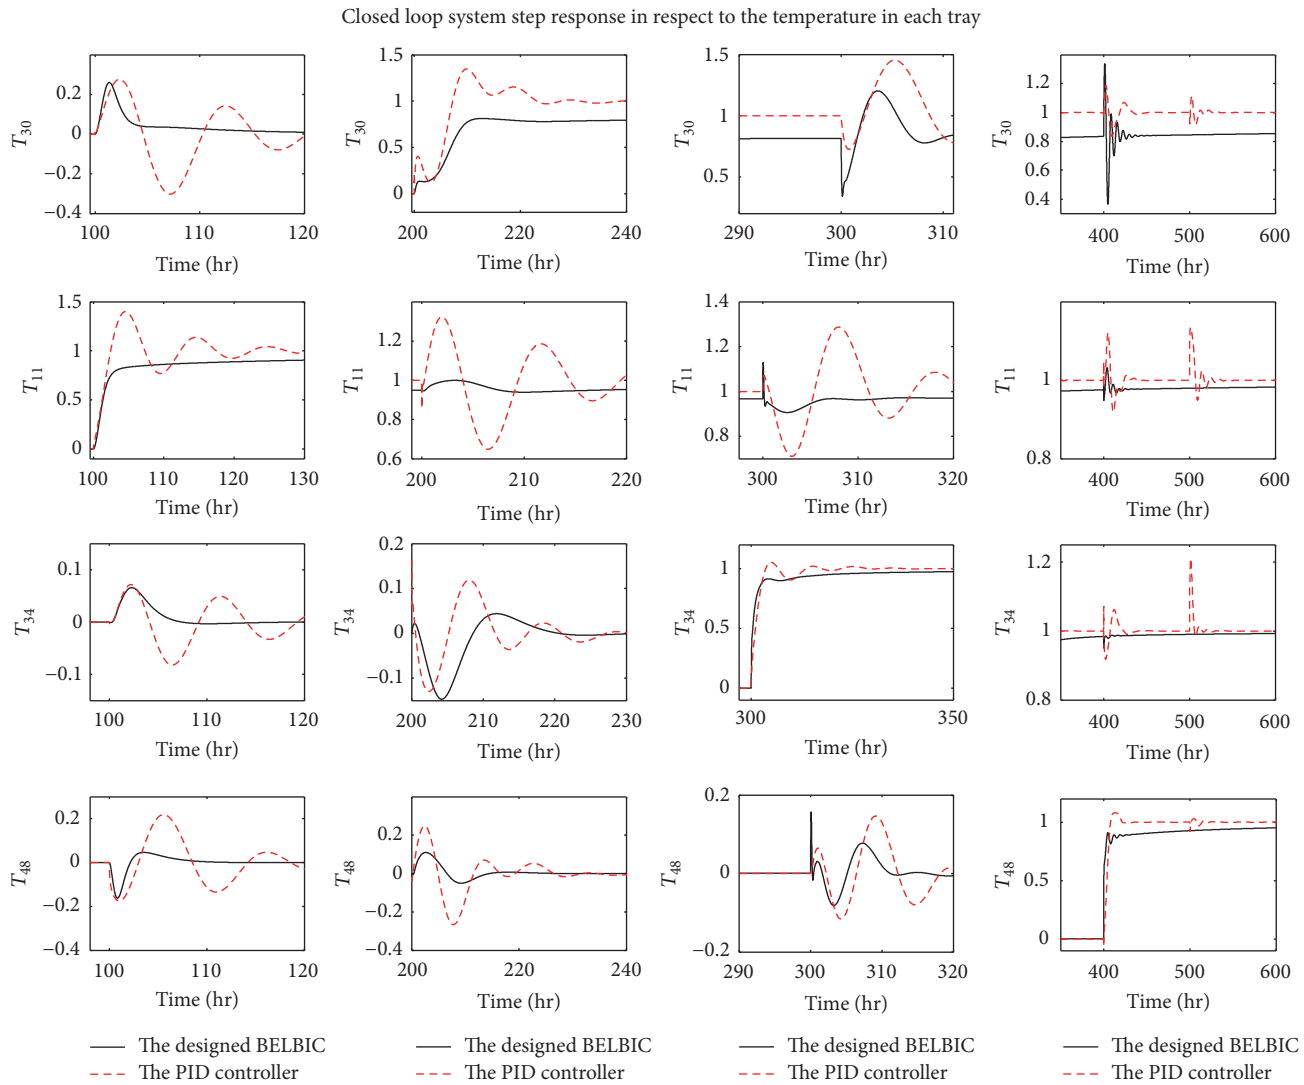 Closed loop system step response in respect to the temperature in each tray
0.2
0
−0.2
−0.4
T30
100
110
120
Time (hr)
1.5
1
0.5
0
T30
200
220
240
Time (hr)
1.5
1
0.5
T30
290
300
310
Time (hr)
1.2
1
0.8
0.6
0.4
T30
400
500
600
Time (hr)
1.5
1
0.5
0
T11
100
110
120
130
Time (hr)
1.2
1
0.8
0.6
T11
200
210
220
Time (hr)
1.4
1.2
1
0.8
T11
300
310
320
Time (hr)
1
0.8
T11
400
500
600
Time (hr)
0.1
0
−0.1
T34
100
110
120
Time (hr)
0.2
0.1
0
−0.1
T34
200
210
220
230
Time (hr)
1
0.5
0
T34
300
350
Time (hr)
1.2
1
0.8
T34
400
500
600
Time (hr)
0.2
0
−0.2
−0.4
T48
100
110
120
Time (hr)
0.4
0.2
0
−0.2
−0.4
T48
200
220
240
Time (hr)
0.2
0
−0.2
T48
290
300
310
320
Time (hr)
1
0.5
0
T48
400
500
600
Time (hr)
The designed BELBIC
The PID controller
The designed BELBIC
The PID controller
The designed BELBIC
The PID controller
The designed BELBIC
The PID controller